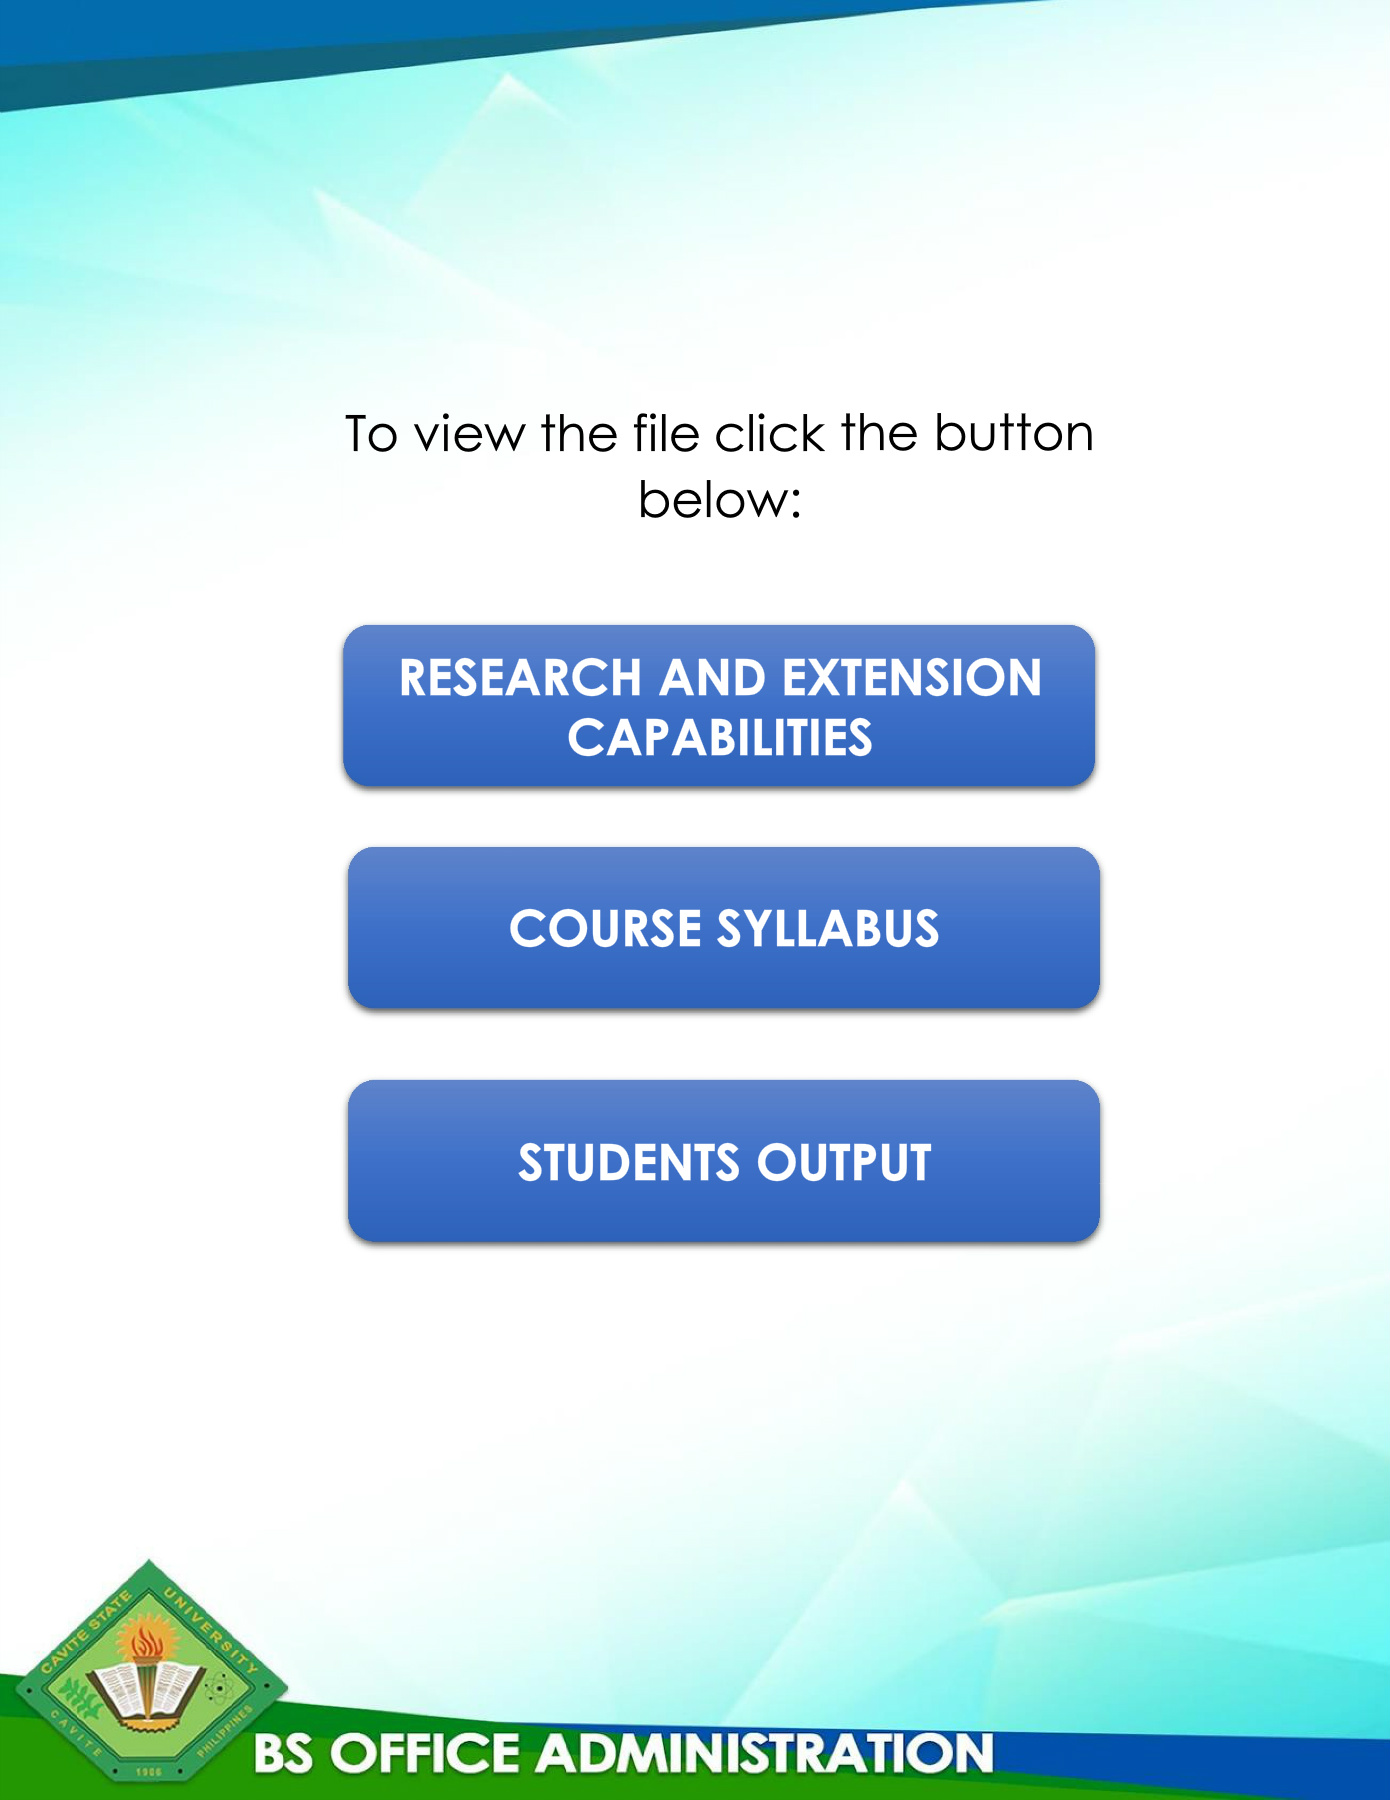 To view the file click the button
below:
RESEARCH AND EXTENSION
CAPABILITIES
COURSE SYLLABUS
STUDENTS OUTPUT
CAVITE STATE
UNIVERSITY
CAVITE
PHILIPPINES
1906
BS OFFICE ADMINISTRATION